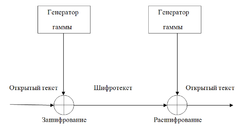 Генератор
гаммы
Генератор
гаммы
Открытый текст
Шифротекст
Открытый текст
Зашифрование
Расшифрование